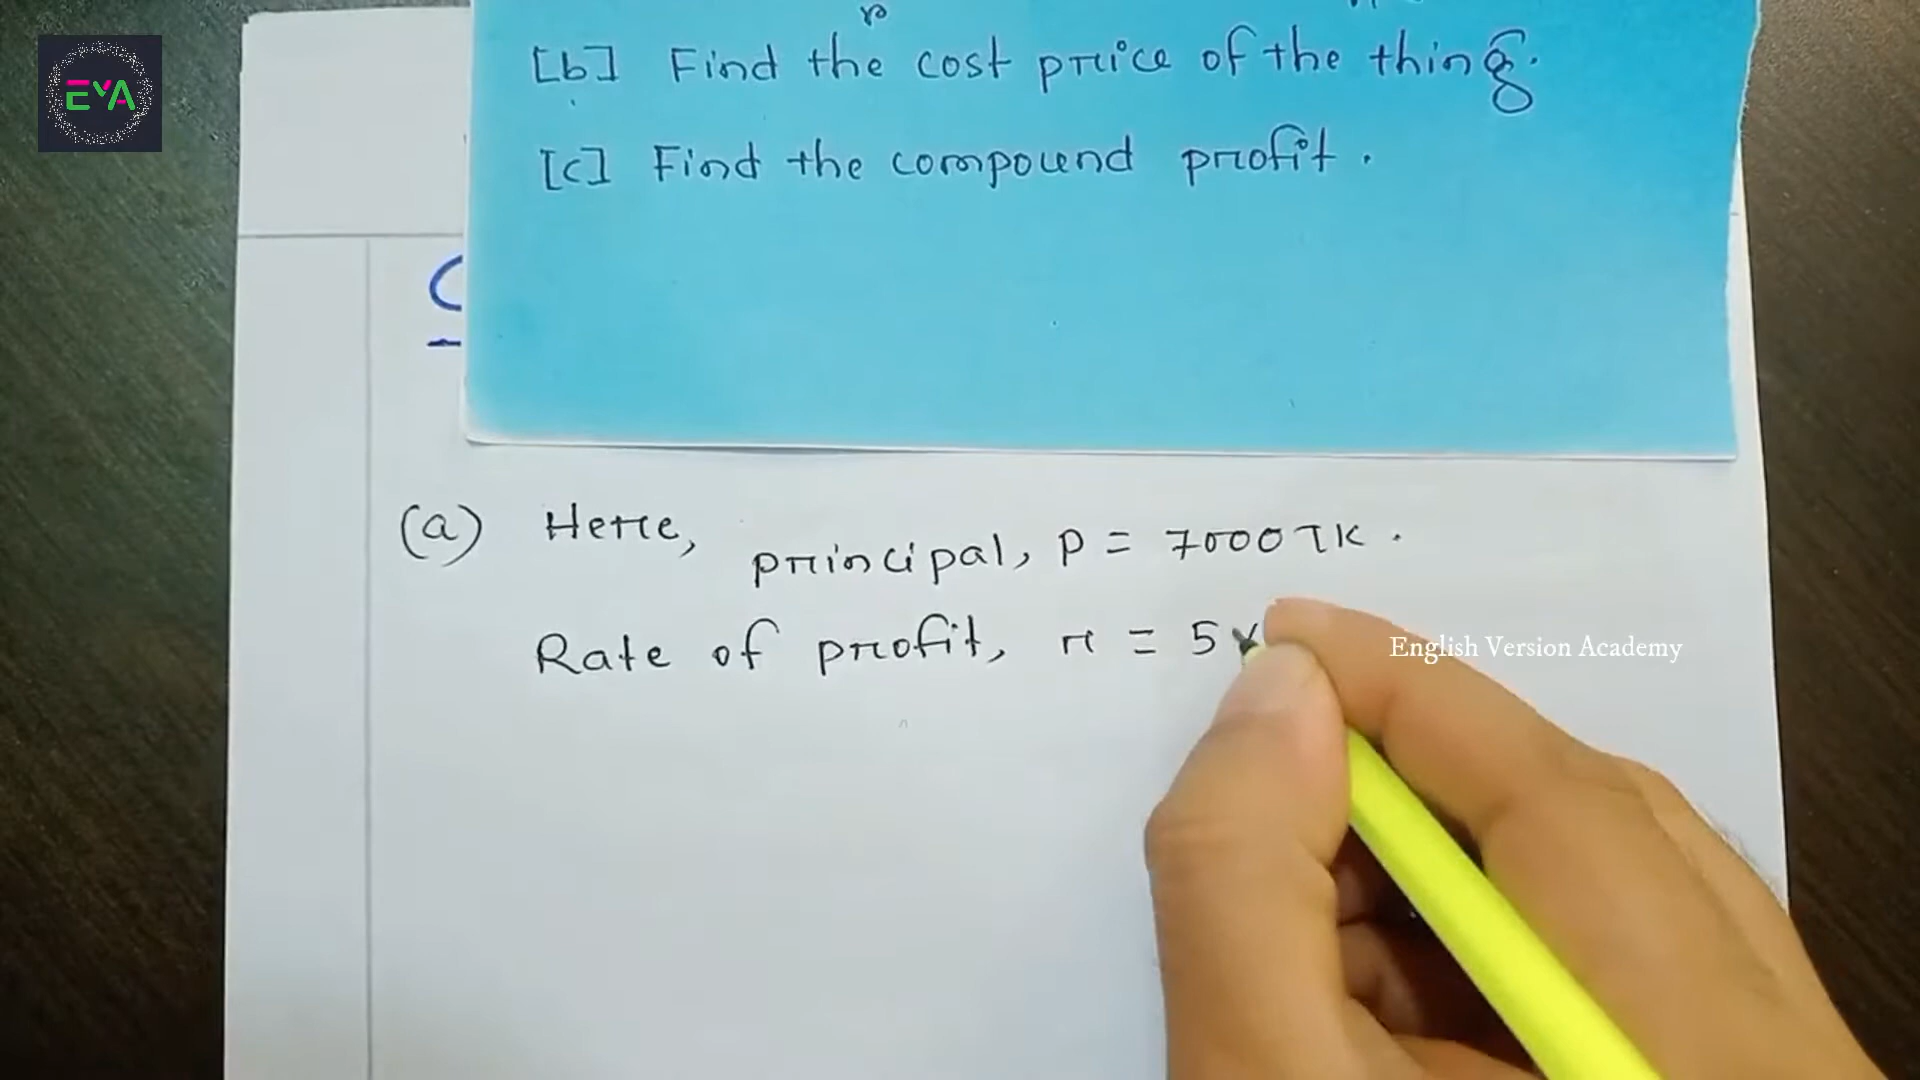 EVA
[b] Find the cost price of the thing.
[c] Find the compound profit.
(a) Here, principal, P = 7000 TK.
Rate of profit, r = 5
English Version Academy